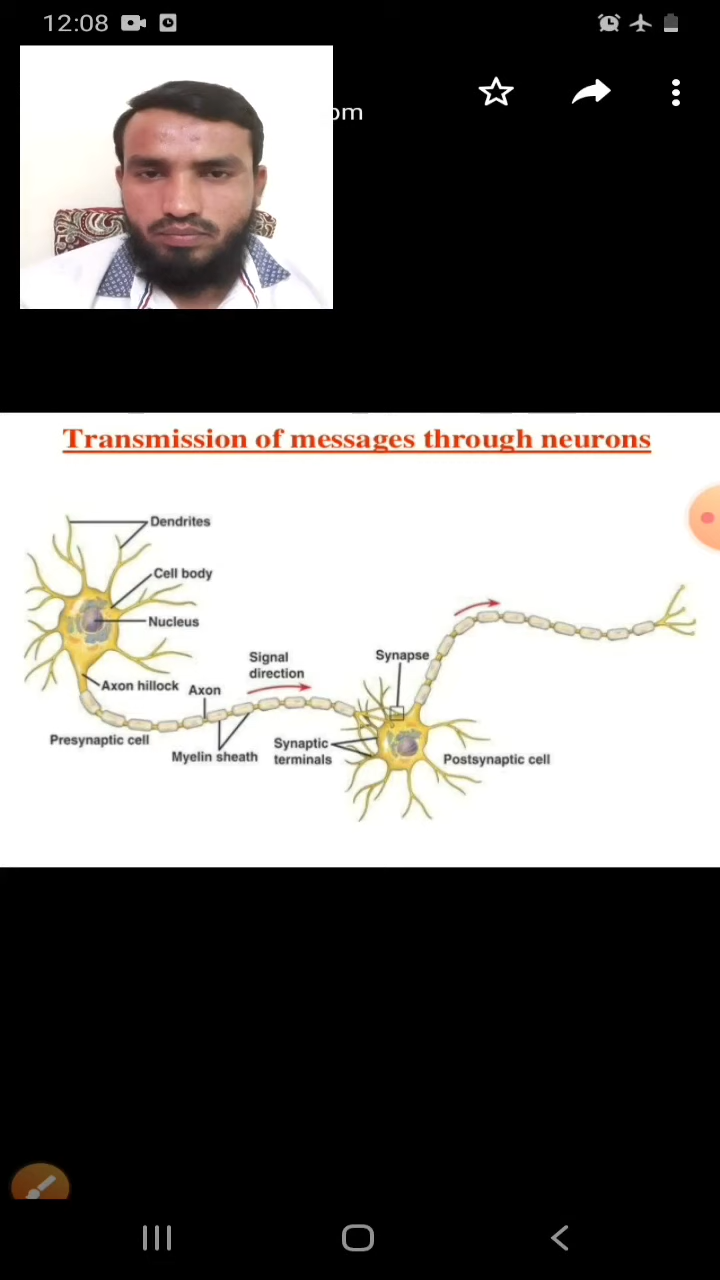 12:08
om
Transmission of messages through neurons
Dendrites
Cell body
Nucleus
Axon hillock
Axon
Signal
direction
Synapse
Presynaptic cell
Myelin sheath
Synaptic
terminals
Postsynaptic cell